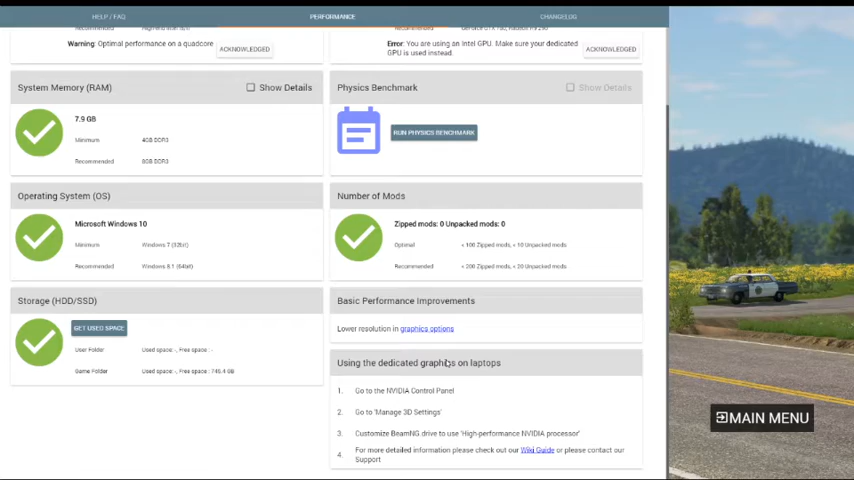 HELP / FAQ
PERFORMANCE
CHANGELOG
Recommended
Warning: Optimal performance on a quadcore
ACKNOWLEDGED
Recommended
Error: You are using an Intel GPU. Make sure your dedicated
GPU is used instead.
ACKNOWLEDGED
System Memory (RAM)
Show Details
7.9 GB
Minimum 4GB DDR3
Recommended 8GB DDR3
Physics Benchmark
Show Details
RUN PHYSICS BENCHMARK
Operating System (OS)
Microsoft Windows 10
Minimum Windows 7 (32bit)
Recommended Windows 8.1 (64bit)
Number of Mods
Zipped mods: 0 Unpacked mods: 0
Optimal < 100 Zipped mods, < 10 Unpacked mods
Recommended < 200 Zipped mods, < 20 Unpacked mods
Storage (HDD/SSD)
GET USED SPACE
User Folder Used space: -, Free space : -
Game Folder Used space: -, Free space : 745.4 GB
Basic Performance Improvements
Lower resolution in graphics options
Using the dedicated graphics on laptops
1. Go to the NVIDIA Control Panel
2. Go to 'Manage 3D Settings'
3. Customize BeamNG drive to use 'High-performance NVIDIA processor'
4. For more detailed information please check out our Wiki Guide or please contact our
Support
MAIN MENU